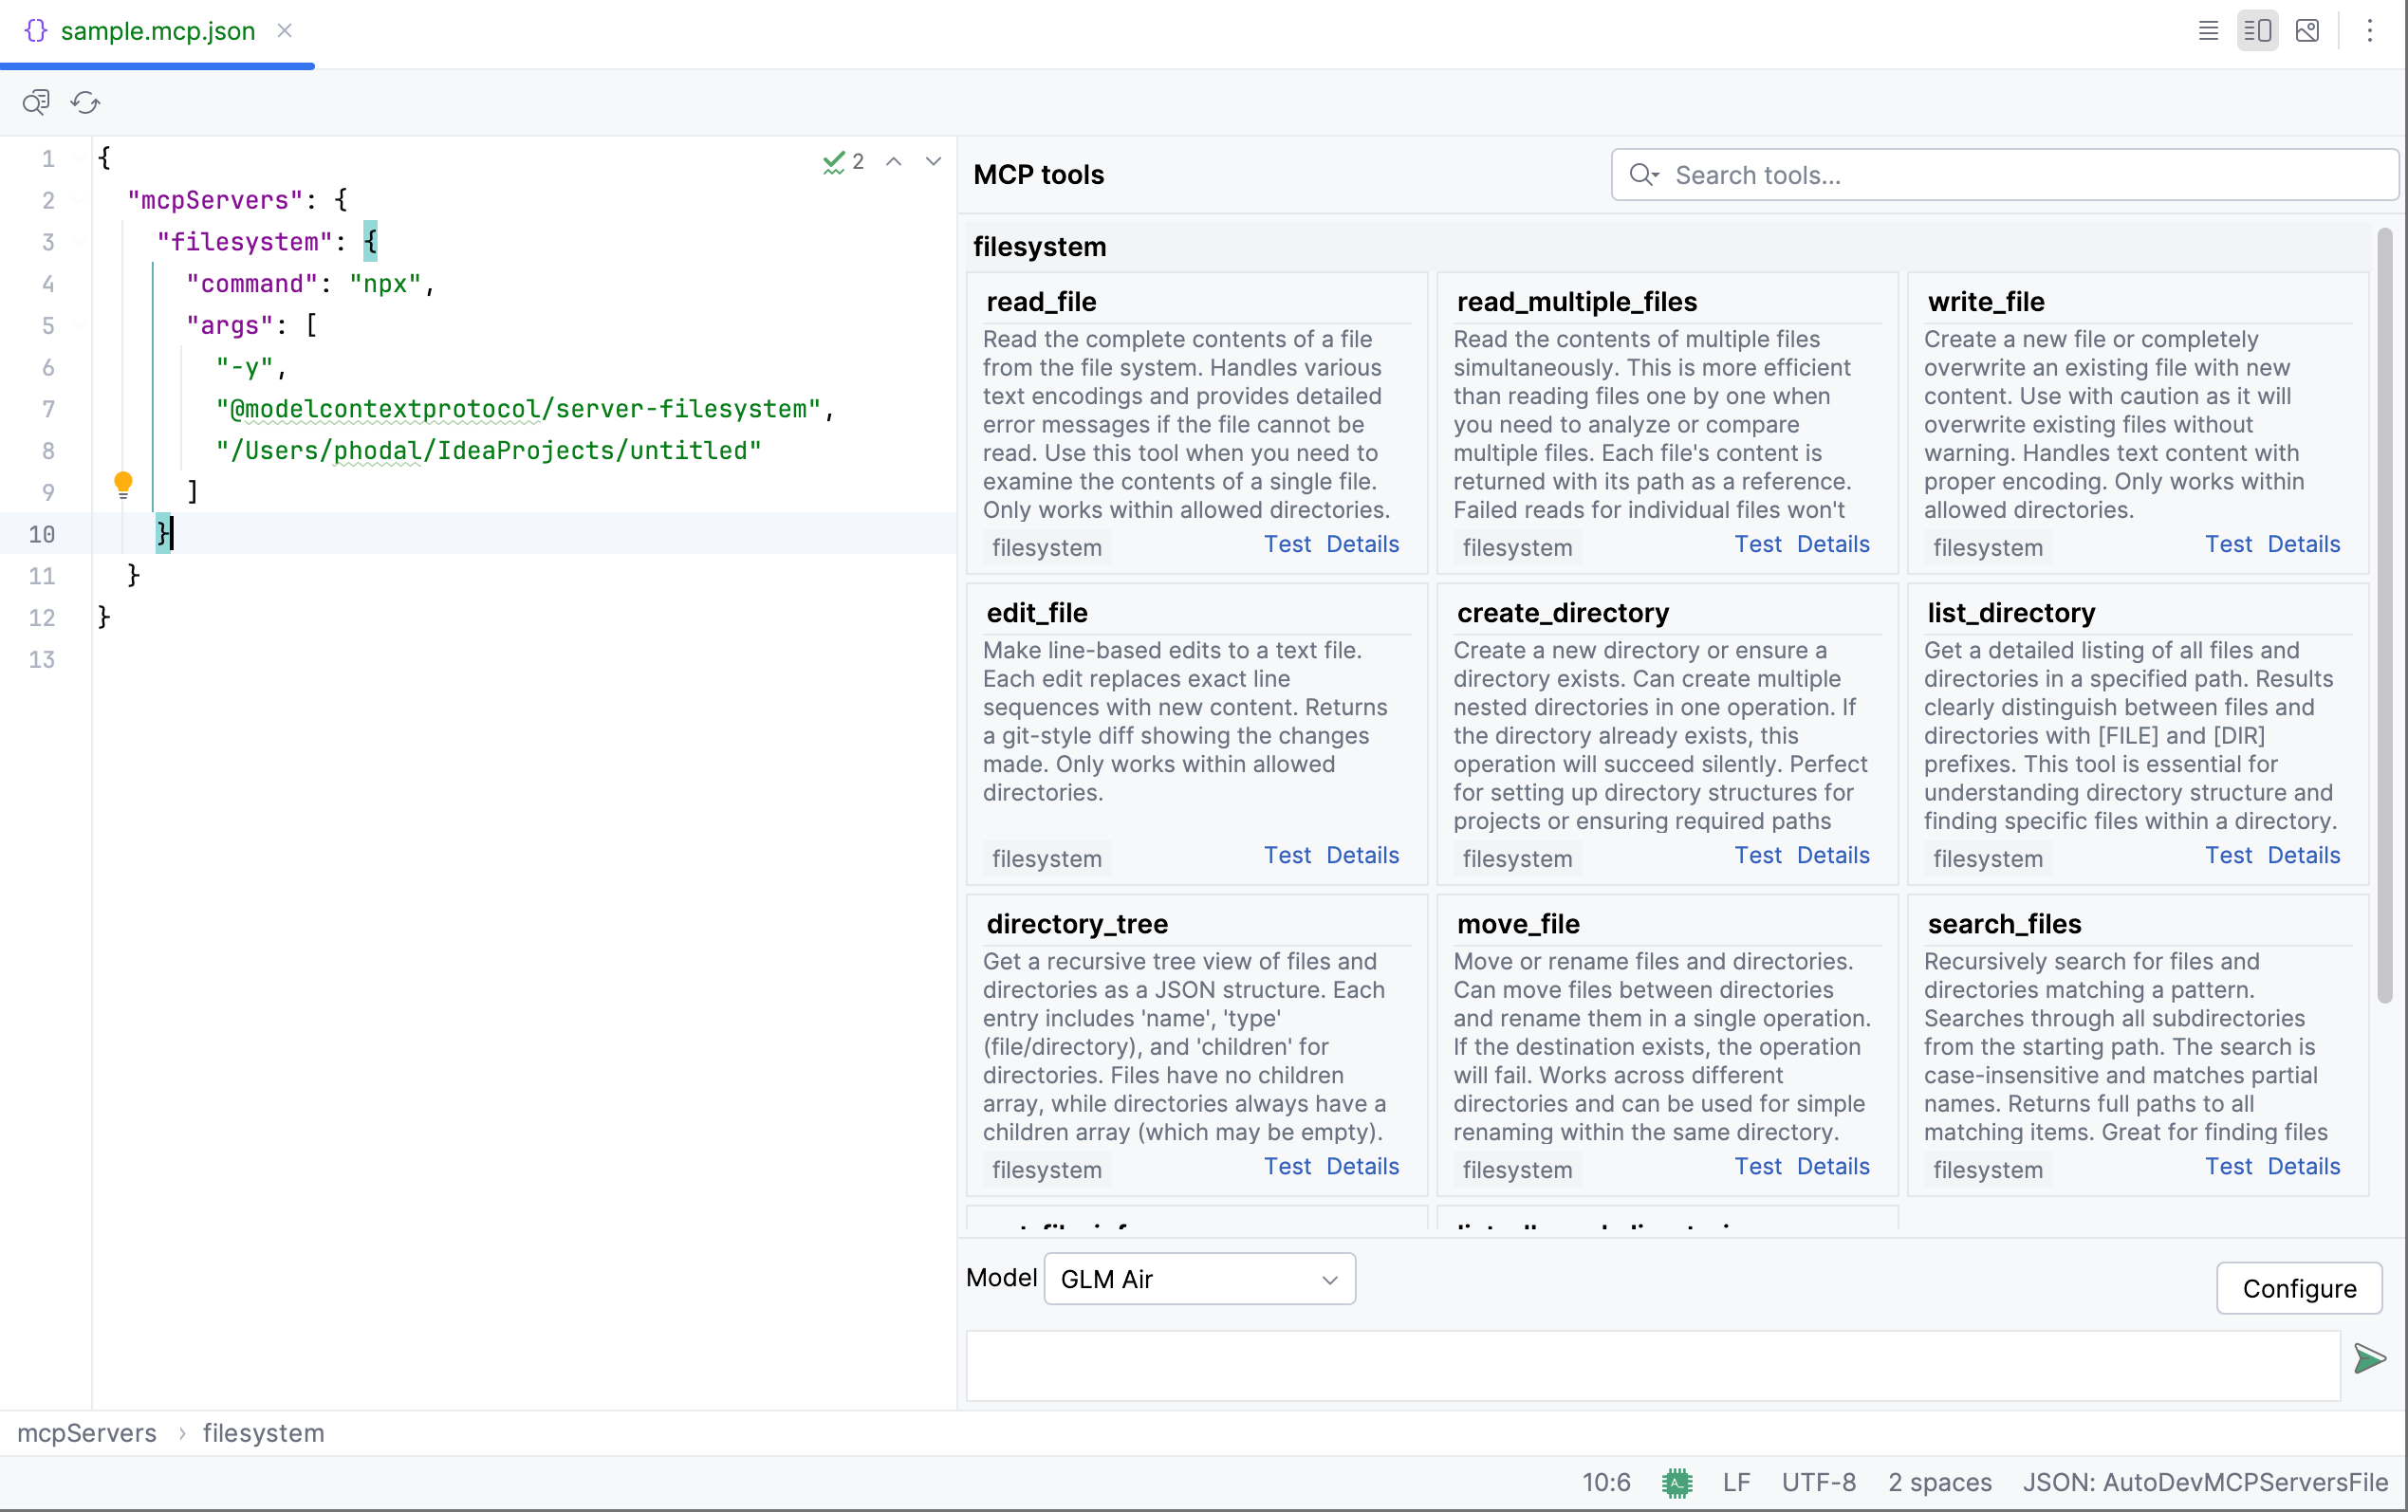 sample.mcp.json
1 {
2 "mcpServers": {
3 "filesystem": {
4 "command": "npx",
5 "args": [
6 "-y",
7 "@modelcontextprotocol/server-filesystem",
8 "/Users/phodal/IdeaProjects/untitled"
9 ]
10 }
11 }
12 }
13
2
MCP tools
Search tools...
filesystem
read_file
Read the complete contents of a file
from the file system. Handles various
text encodings and provides detailed
error messages if the file cannot be
read. Use this tool when you need to
examine the contents of a single file.
Only works within allowed directories.
filesystem Test Details
read_multiple_files
Read the contents of multiple files
simultaneously. This is more efficient
than reading files one by one when
you need to analyze or compare
multiple files. Each file's content is
returned with its path as a reference.
Failed reads for individual files won't
filesystem Test Details
write_file
Create a new file or completely
overwrite an existing file with new
content. Use with caution as it will
overwrite existing files without
warning. Handles text content with
proper encoding. Only works within
allowed directories.
filesystem Test Details
edit_file
Make line-based edits to a text file.
Each edit replaces exact line
sequences with new content. Returns
a git-style diff showing the changes
made. Only works within allowed
directories.
filesystem Test Details
create_directory
Create a new directory or ensure a
directory exists. Can create multiple
nested directories in one operation. If
the directory already exists, this
operation will succeed silently. Perfect
for setting up directory structures for
projects or ensuring required paths
filesystem Test Details
list_directory
Get a detailed listing of all files and
directories in a specified path. Results
clearly distinguish between files and
directories with [FILE] and [DIR]
prefixes. This tool is essential for
understanding directory structure and
finding specific files within a directory.
filesystem Test Details
directory_tree
Get a recursive tree view of files and
directories as a JSON structure. Each
entry includes 'name', 'type'
(file/directory), and 'children' for
directories. Files have no children
array, while directories always have a
children array (which may be empty).
filesystem Test Details
move_file
Move or rename files and directories.
Can move files between directories
and rename them in a single operation.
If the destination exists, the operation
will fail. Works across different
directories and can be used for simple
renaming within the same directory.
filesystem Test Details
search_files
Recursively search for files and
directories matching a pattern.
Searches through all subdirectories
from the starting path. The search is
case-insensitive and matches partial
names. Returns full paths to all
matching items. Great for finding files
filesystem Test Details
Model GLM Air
Configure
mcpServers › filesystem
10:6 LF UTF-8 2 spaces JSON: AutoDevMCPServersFile